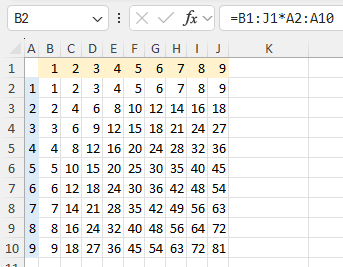 B2 fx =B1:J1*A2:A10
A B C D E F G H I J K
1 1 2 3 4 5 6 7 8 9
2 1 1 2 3 4 5 6 7 8 9
3 2 2 4 6 8 10 12 14 16 18
4 3 3 6 9 12 15 18 21 24 27
5 4 4 8 12 16 20 24 28 32 36
6 5 5 10 15 20 25 30 35 40 45
7 6 6 12 18 24 30 36 42 48 54
8 7 7 14 21 28 35 42 49 56 63
9 8 8 16 24 32 40 48 56 64 72
10 9 9 18 27 36 45 54 63 72 81